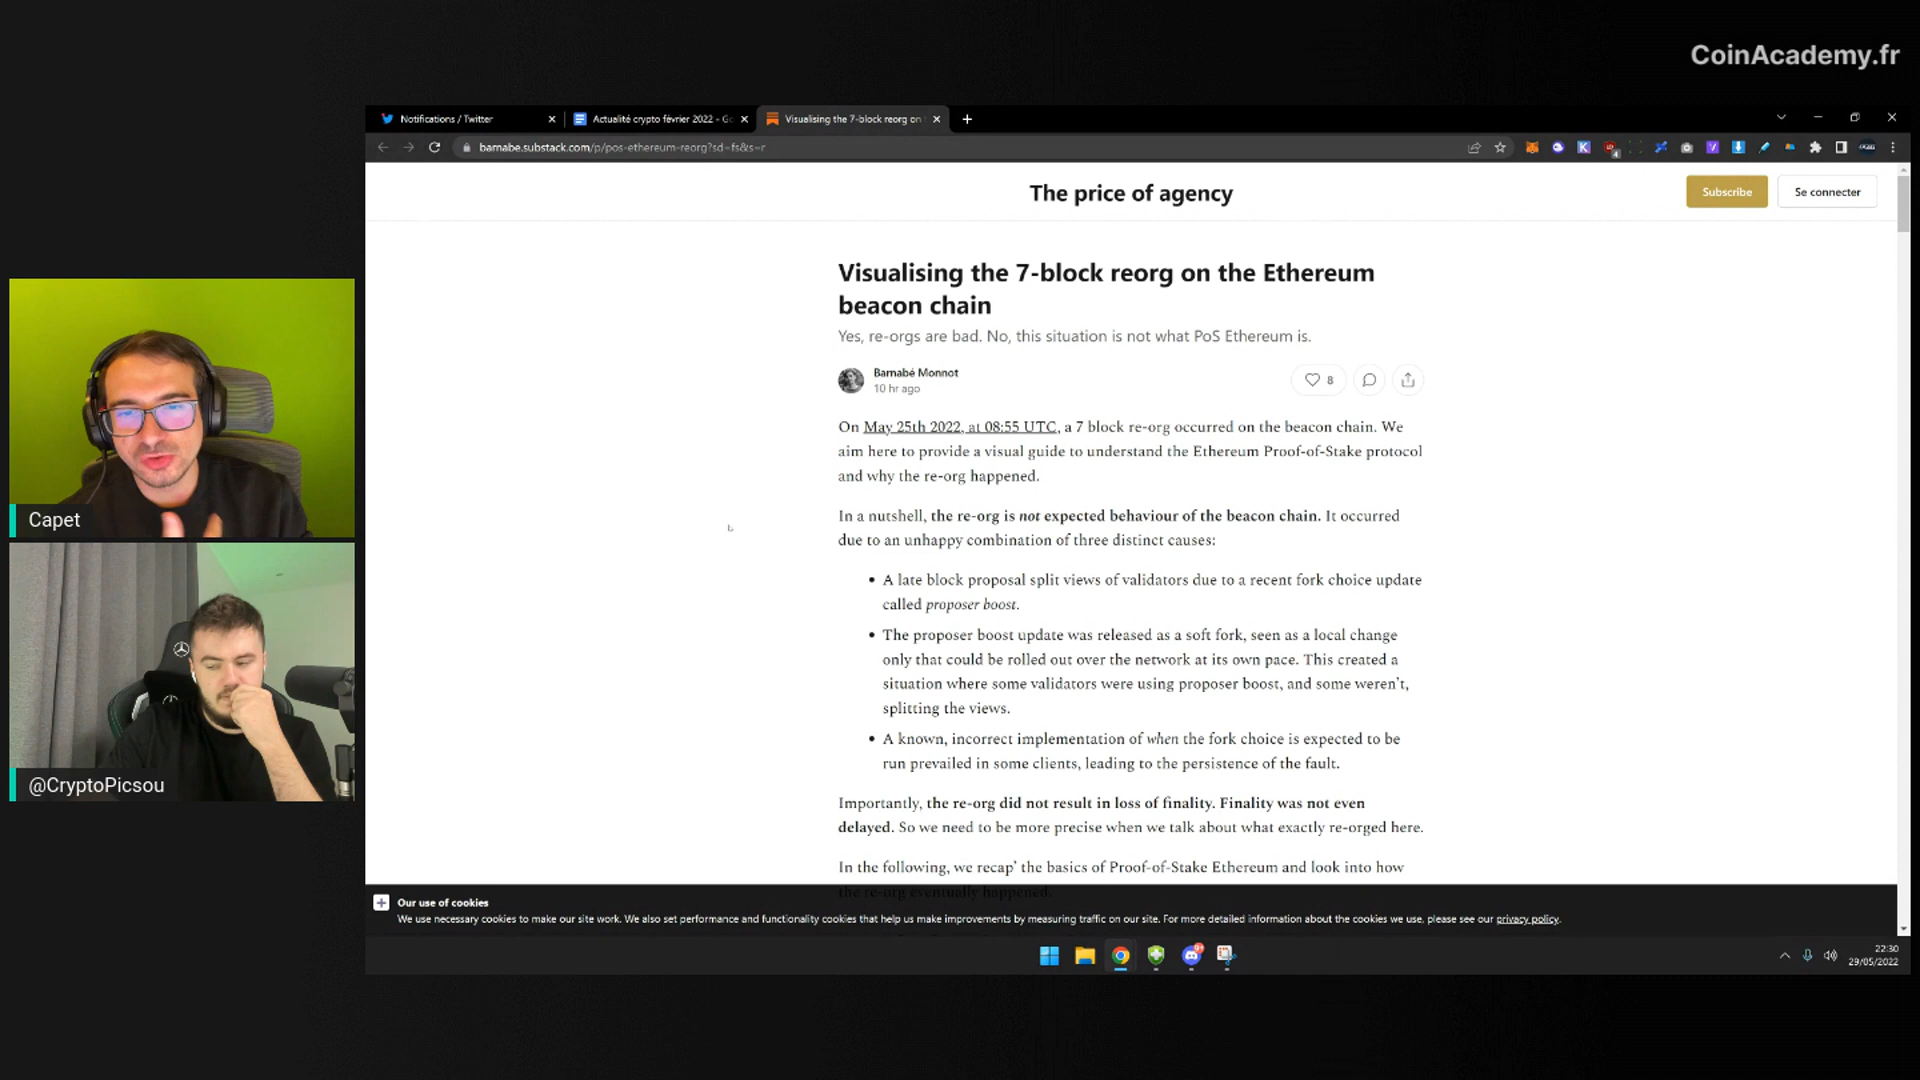 CoinAcademy.fr
Notifications / Twitter
Actualité crypto février 2022 - Go
Visualising the 7-block reorg on
barnabe.substack.com/p/pos-ethereum-reorg?sd=fs&s=r
The price of agency
Subscribe
Se connecter
Visualising the 7-block reorg on the Ethereum
beacon chain
Yes, re-orgs are bad. No, this situation is not what PoS Ethereum is.
Barnabé Monnot
10 hr ago
8
On May 25th 2022, at 08:55 UTC, a 7 block re-org occurred on the beacon chain. We
aim here to provide a visual guide to understand the Ethereum Proof-of-Stake protocol
and why the re-org happened.
In a nutshell, the re-org is not expected behaviour of the beacon chain. It occurred
due to an unhappy combination of three distinct causes:
• A late block proposal split views of validators due to a recent fork choice update
called proposer boost.
• The proposer boost update was released as a soft fork, seen as a local change
only that could be rolled out over the network at its own pace. This created a
situation where some validators were using proposer boost, and some weren't,
splitting the views.
• A known, incorrect implementation of when the fork choice is expected to be
run prevailed in some clients, leading to the persistence of the fault.
Importantly, the re-org did not result in loss of finality. Finality was not even
delayed. So we need to be more precise when we talk about what exactly re-orged here.
In the following, we recap' the basics of Proof-of-Stake Ethereum and look into how
the re-org eventually happened.
Our use of cookies
We use necessary cookies to make our site work. We also set performance and functionality cookies that help us make improvements by measuring traffic on our site. For more detailed information about the cookies we use, please see our privacy policy.
22:30
29/05/2022
Capet
@CryptoPicsou